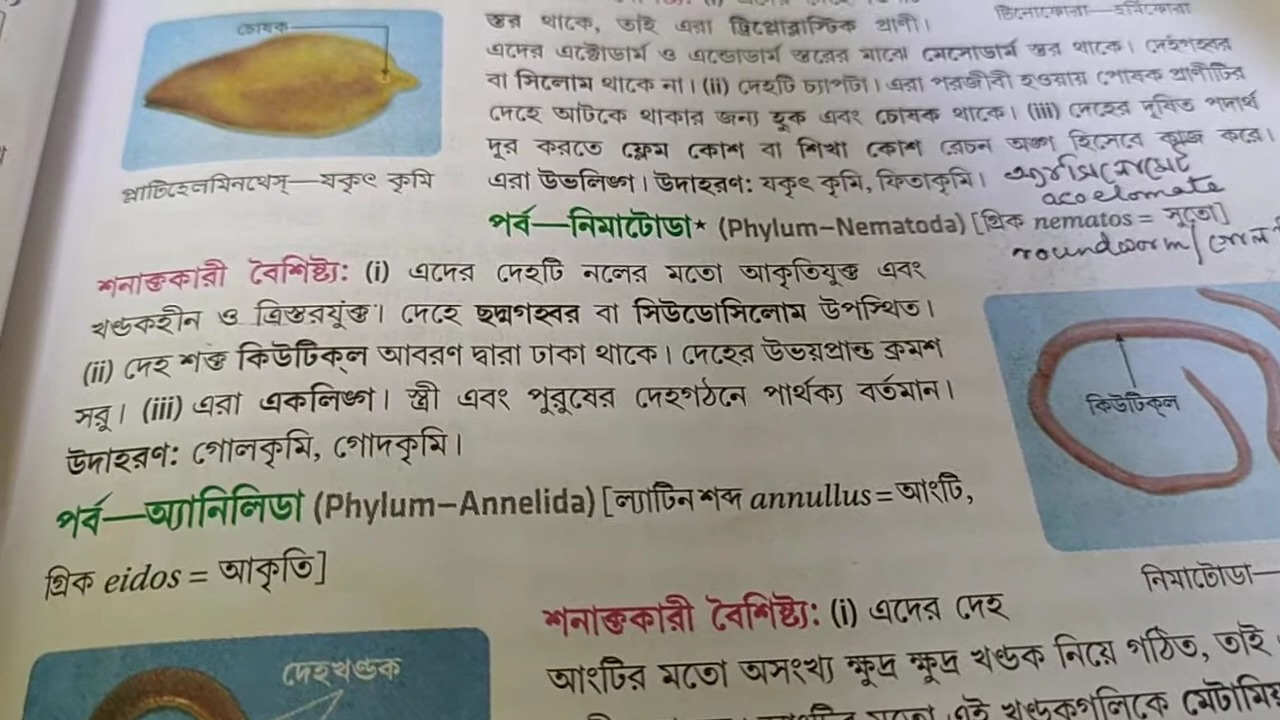 চোষক
প্লাটিহেলমিনথেস্—যকৃৎ কৃমি
স্তর থাকে, তাই এরা দ্বিস্তোরাস্টিক প্রাণী।
এদের এক্টোডার্ম ও এন্ডোডার্ম স্তরের মাঝে মেসোডার্ম স্তর থাকে। দেহগহ্বর
বা সিলোম থাকে না। (ii) দেহটি চ্যাপটা। এরা পরজীবী হওয়ায় পোষক প্রাণীটির
দেহে আটকে থাকার জন্য হুক এবং চোষক থাকে। (iii) দেহের দূষিত পদার্থ
দূর করতে ফ্লেম কোশ বা শিখা কোশ রেচন অঙ্গ হিসেবে কাজ করে।
এরা উভলিঙ্গ। উদাহরণ: যকৃৎ কৃমি, ফিতাকৃমি।
acoelomate
পর্ব—নিমাটোডা* (Phylum–Nematoda) [গ্রিক nematos = সুতো]
roundworm/গোল
শনাক্তকারী বৈশিষ্ট্য: (i) এদের দেহটি নলের মতো আকৃতিযুক্ত এবং
খণ্ডকহীন ও ত্রিস্তরযুক্ত। দেহে ছদ্মগহ্বর বা সিউডোসিলোম উপস্থিত।
(ii) দেহ শক্ত কিউটিক্‌ল আবরণ দ্বারা ঢাকা থাকে। দেহের উভয়প্রান্ত ক্রমশ
সরু। (iii) এরা একলিঙ্গ। স্ত্রী এবং পুরুষের দেহগঠনে পার্থক্য বর্তমান।
উদাহরণ: গোলকৃমি, গোদকৃমি।
কিউটিক্‌ল
নিমাটোডা—
পর্ব—অ্যানিলিডা (Phylum–Annelida) [ল্যাটিন শব্দ annullus = আংটি,
গ্রিক eidos = আকৃতি]
দেহখণ্ডক
শনাক্তকারী বৈশিষ্ট্য: (i) এদের দেহ
আংটির মতো অসংখ্য ক্ষুদ্র ক্ষুদ্র খণ্ডক নিয়ে গঠিত, তাই
এই খণ্ডকগুলিকে